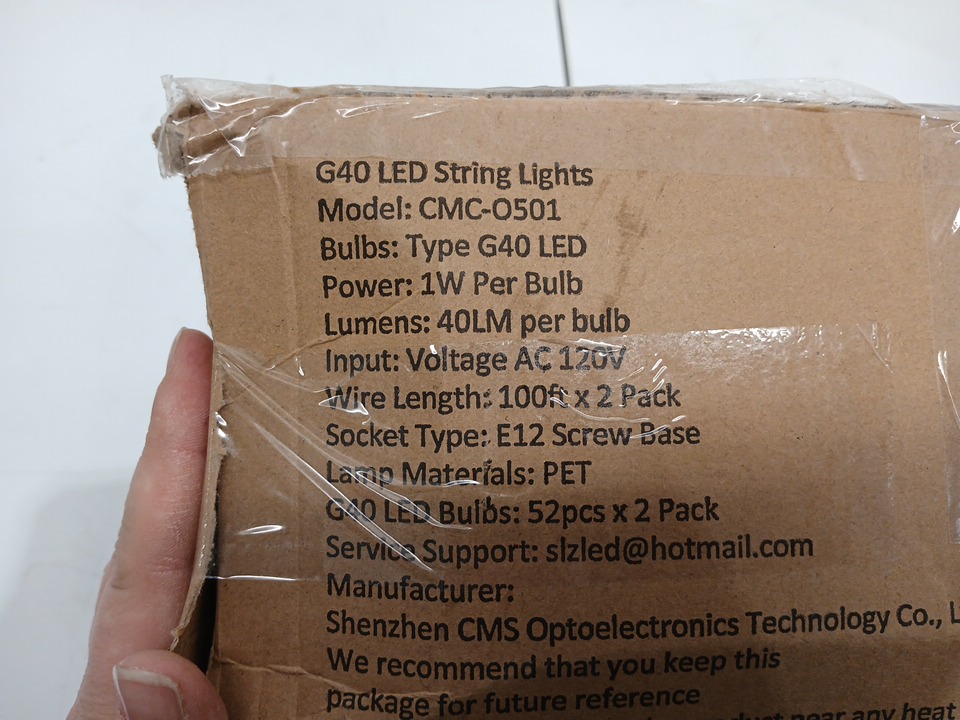 G40 LED String Lights
Model: CMC-O501
Bulbs: Type G40 LED
Power: 1W Per Bulb
Lumens: 40LM per bulb
Input: Voltage AC 120V
Wire Length: 100ft x 2 Pack
Socket Type: E12 Screw Base
Lamp Materials: PET
G40 LED Bulbs: 52pcs x 2 Pack
Service Support: slzled@hotmail.com
Manufacturer:
Shenzhen CMS Optoelectronics Technology Co., L
We recommend that you keep this
package for future reference
near any heat